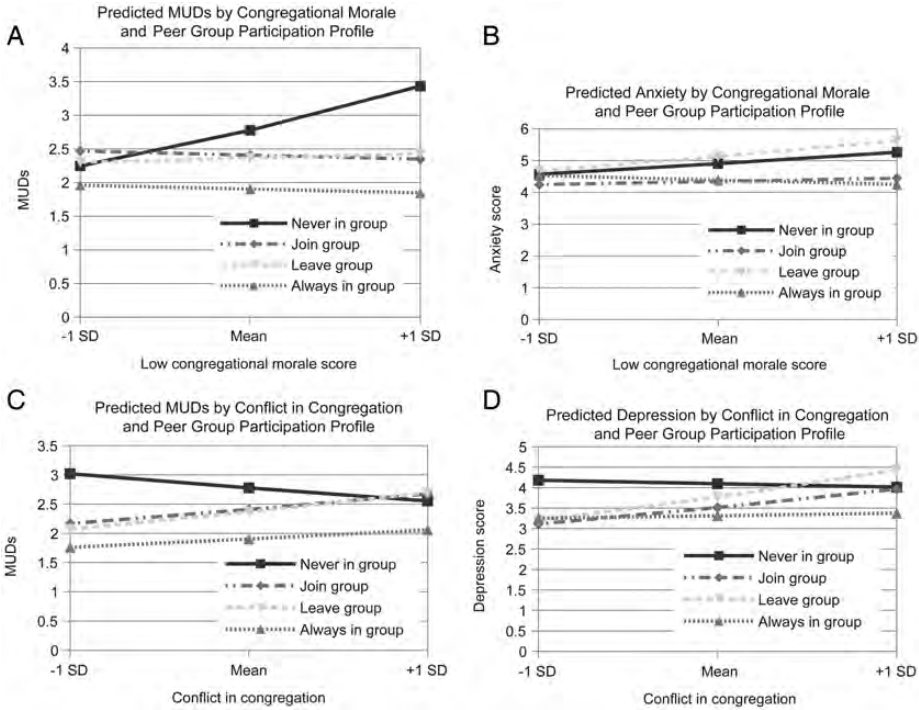 A
Predicted MUDs by Congregational Morale
and Peer Group Participation Profile
4
3.5
3
2.5
2
1.5
1
0.5
0
MUDs
Never in group
Join group
Leave group
Always in group
-1 SD
Mean
+1 SD
Low congregational morale score
B
Predicted Anxiety by Congregational Morale
and Peer Group Participation Profile
6
5
4
3
2
1
0
Anxiety score
Never in group
Join group
Leave group
Always in group
-1 SD
Mean
+1 SD
Low congregational morale score
C
Predicted MUDs by Conflict in Congregation
and Peer Group Participation Profile
3.5
3
2.5
2
1.5
1
0.5
0
MUDs
Never in group
Join group
Leave group
Always in group
-1 SD
Mean
+1 SD
Conflict in congregation
D
Predicted Depression by Conflict in Congregation
and Peer Group Participation Profile
5
4.5
4
3.5
3
2.5
2
1.5
1
0.5
0
Depression score
Never in group
Join group
Leave group
Always in group
-1 SD
Mean
+1 SD
Conflict in congregation